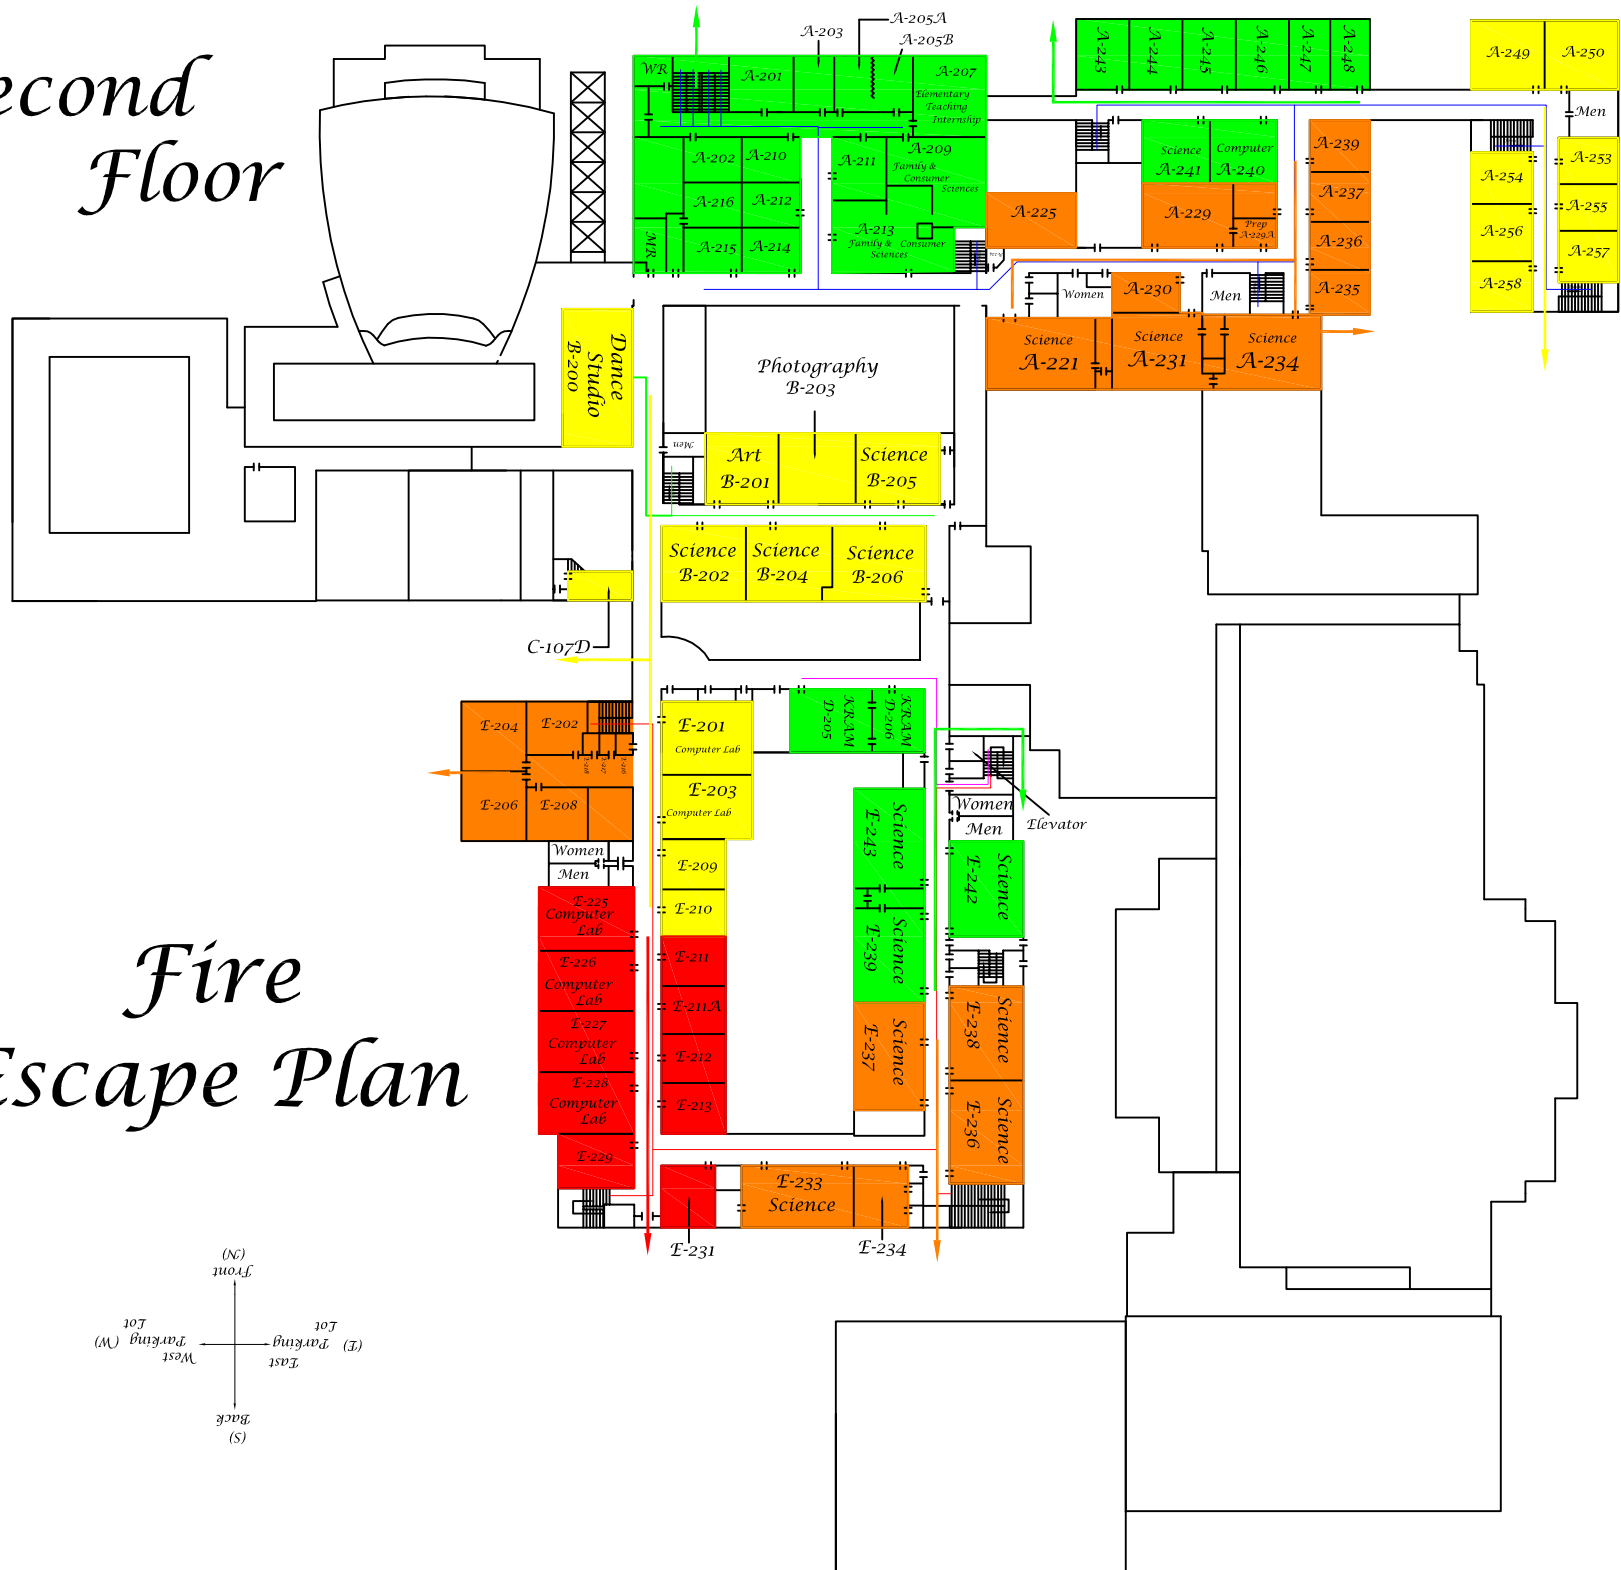 econd
Floor
A-203
A-205A
A-205B
WR
A-201
A-207
Elementary
Teaching
Internship
A-202
A-210
A-211
A-209
Family &
Consumer
Sciences
A-216
A-212
MR
A-215
A-214
A-213
Family & Consumer
Sciences
A-243
A-244
A-245
A-246
A-247
A-248
A-249
A-250
Men
Science
A-241
Computer
A-240
A-239
A-237
A-236
A-235
A-225
A-229
Prep
A-229A
A-254
A-253
A-255
A-256
A-257
A-258
Women
A-230
Men
Science
A-221
Science
A-231
Science
A-234
Dance
Studio
B-200
Photography
B-203
Men
Art
B-201
Science
B-205
Science
B-202
Science
B-204
Science
B-206
C-107D
E-204
E-202
E-218
E-217
E-216
E-206
E-208
Women
Men
E-201
Computer Lab
E-203
Computer Lab
E-209
E-210
KRAM
D-205
KRAM
D-206
Elevator
Women
Men
Science
E-243
Science
E-242
Science
E-239
Science
E-237
Science
E-238
Science
E-236
E-225
Computer
Lab
E-226
Computer
Lab
E-227
Computer
Lab
E-228
Computer
Lab
E-229
E-211
E-211A
E-212
E-213
E-231
E-233
Science
E-234
Fire
Escape Plan
(N)
Front
West
Parking
Lot
(W)
East
Parking
Lot
(E)
Back
(S)